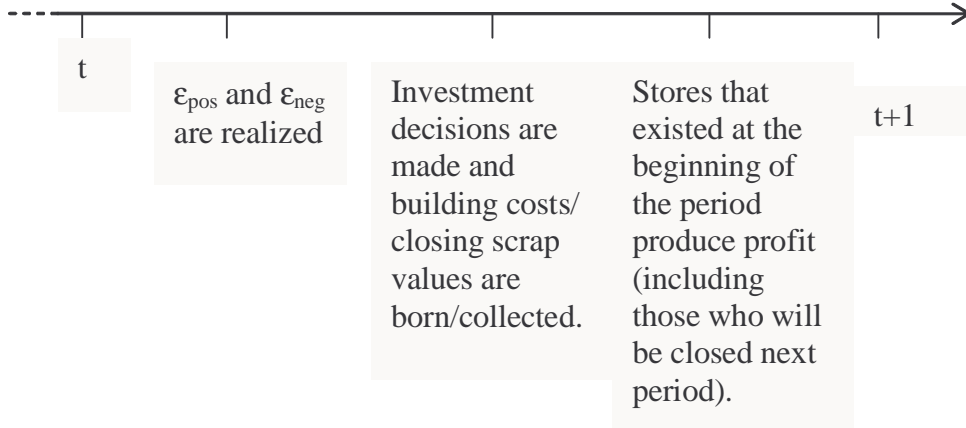 t
εpos and εneg
are realized
Investment
decisions are
made and
building costs/
closing scrap
values are
born/collected.
Stores that
existed at the
beginning of
the period
produce profit
(including
those who will
be closed next
period).
t+1